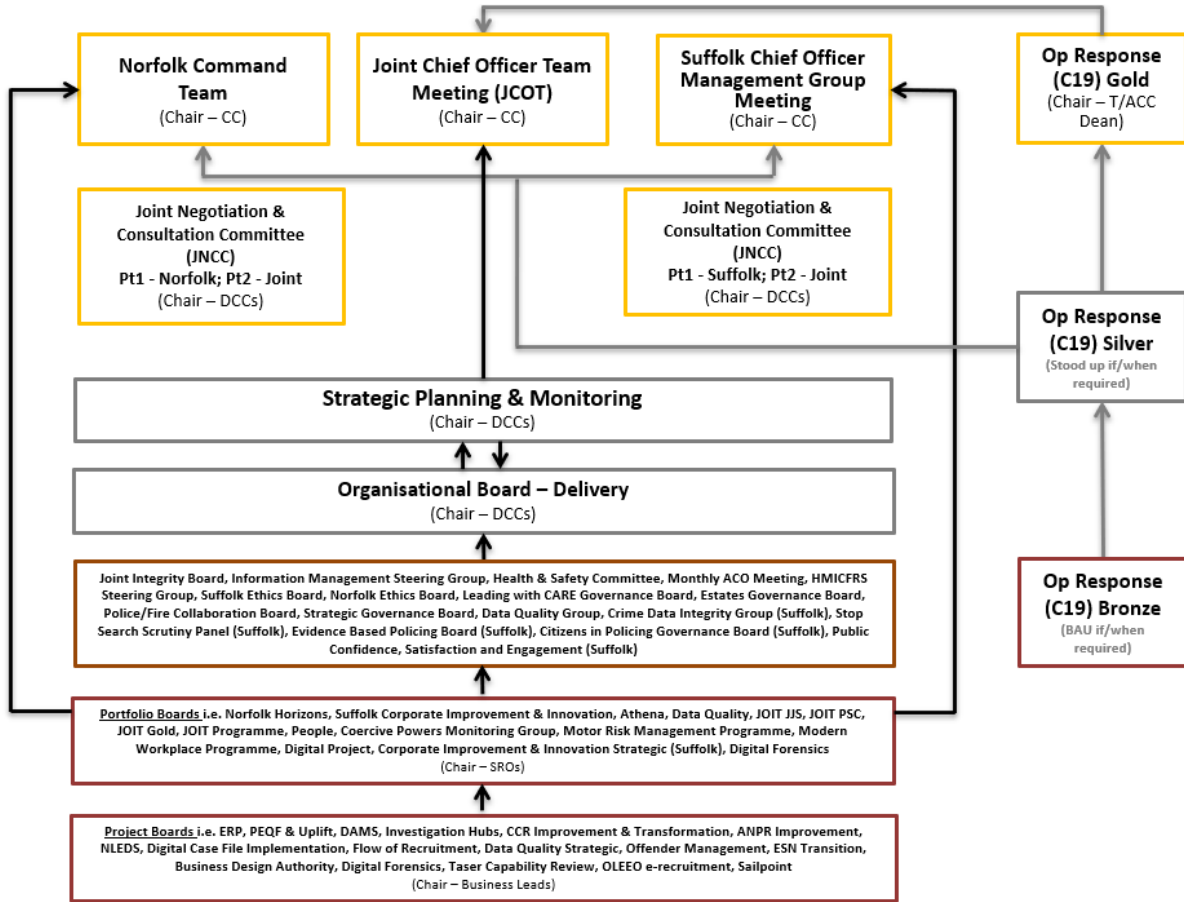 Norfolk Command
Team
(Chair – CC)
Joint Chief Officer Team
Meeting (JCOT)
(Chair – CC)
Suffolk Chief Officer
Management Group
Meeting
(Chair – CC)
Op Response
(C19) Gold
(Chair – T/ACC
Dean)
Joint Negotiation &
Consultation Committee
(JNCC)
Pt1 - Norfolk; Pt2 - Joint
(Chair – DCCs)
Joint Negotiation &
Consultation Committee
(JNCC)
Pt1 - Suffolk; Pt2 - Joint
(Chair – DCCs)
Op Response
(C19) Silver
(Stood up if/when
required)
Strategic Planning & Monitoring
(Chair – DCCs)
Organisational Board – Delivery
(Chair – DCCs)
Joint Integrity Board, Information Management Steering Group, Health & Safety Committee, Monthly ACO Meeting, HMICFRS
Steering Group, Suffolk Ethics Board, Norfolk Ethics Board, Leading with CARE Governance Board, Estates Governance Board,
Police/Fire Collaboration Board, Strategic Governance Board, Data Quality Group, Crime Data Integrity Group (Suffolk), Stop
Search Scrutiny Panel (Suffolk), Evidence Based Policing Board (Suffolk), Citizens in Policing Governance Board (Suffolk), Public
Confidence, Satisfaction and Engagement (Suffolk)
Op Response
(C19) Bronze
(BAU if/when
required)
Portfolio Boards i.e. Norfolk Horizons, Suffolk Corporate Improvement & Innovation, Athena, Data Quality, JOIT JJS, JOIT PSC,
JOIT Gold, JOIT Programme, People, Coercive Powers Monitoring Group, Motor Risk Management Programme, Modern
Workplace Programme, Digital Project, Corporate Improvement & Innovation Strategic (Suffolk), Digital Forensics
(Chair – SROs)
Project Boards i.e. ERP, PEQF & Uplift, DAMS, Investigation Hubs, CCR Improvement & Transformation, ANPR Improvement,
NLEDS, Digital Case File Implementation, Flow of Recruitment, Data Quality Strategic, Offender Management, ESN Transition,
Business Design Authority, Digital Forensics, Taser Capability Review, OLEEO e-recruitment, Sailpoint
(Chair – Business Leads)